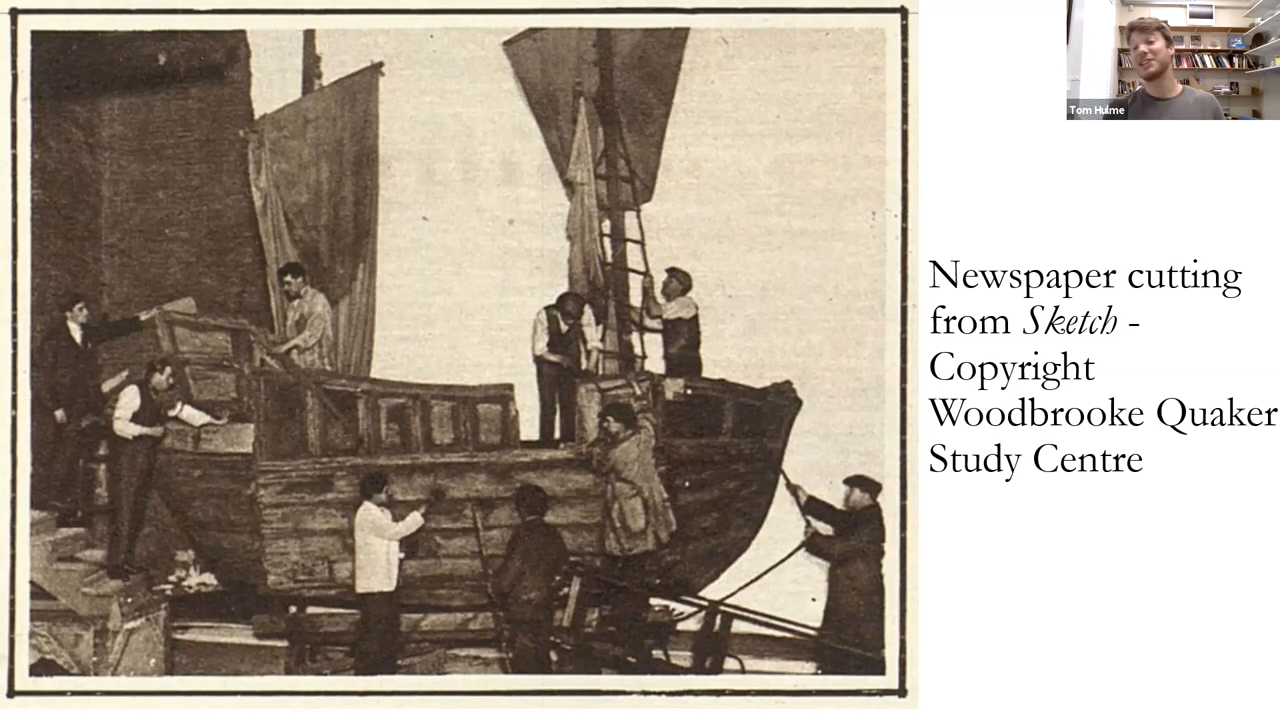 Tom Hulme
Newspaper cutting
from Sketch -
Copyright
Woodbrooke Quaker
Study Centre